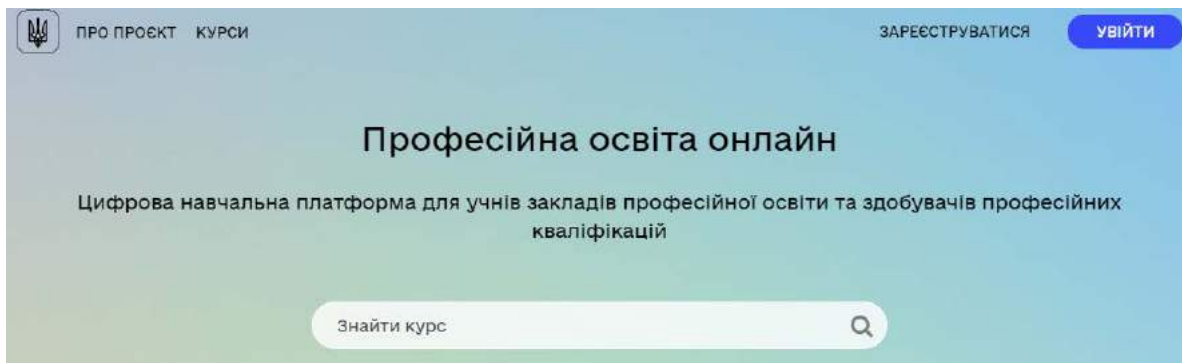 ПРО ПРОЄКТ КУРСИ ЗАРЕЄСТРУВАТИСЯ УВІЙТИ
Професійна освіта онлайн
Цифрова навчальна платформа для учнів закладів професійної освіти та здобувачів професійних
кваліфікацій
Знайти курс